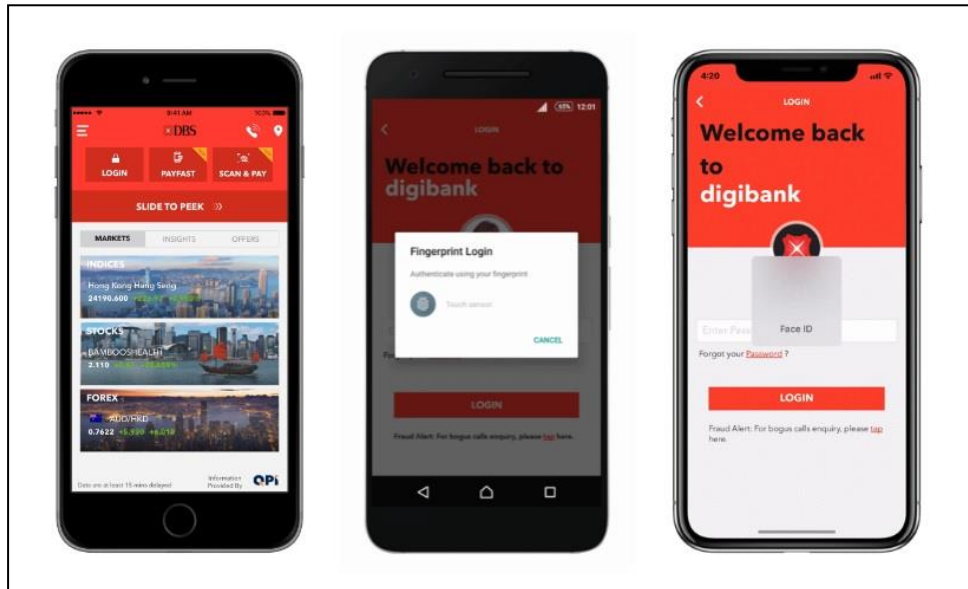 9:41 AM
DBS
LOGIN
PAYFAST
SCAN & PAY
SLIDE TO PEEK
MARKETS
INSIGHTS
OFFERS
INDICES
Hong Kong Hang Seng
24190.600
STOCKS
BAMBOOSHEALTH
2.110
FOREX
AUD/HKD
0.7622 +5.930
Data are at least 15 mins delayed
Information
Provided By
QPi
12:01
LOGIN
Welcome back to
digibank
Fingerprint Login
Authenticate using your fingerprint
Touch sensor
CANCEL
LOGIN
Fraud Alert: For bogus calls enquiry, please tap here.
4:20
LOGIN
Welcome back
to
digibank
Face ID
Enter
Forgot your Password ?
LOGIN
Fraud Alert: For bogus calls enquiry, please tap
here.